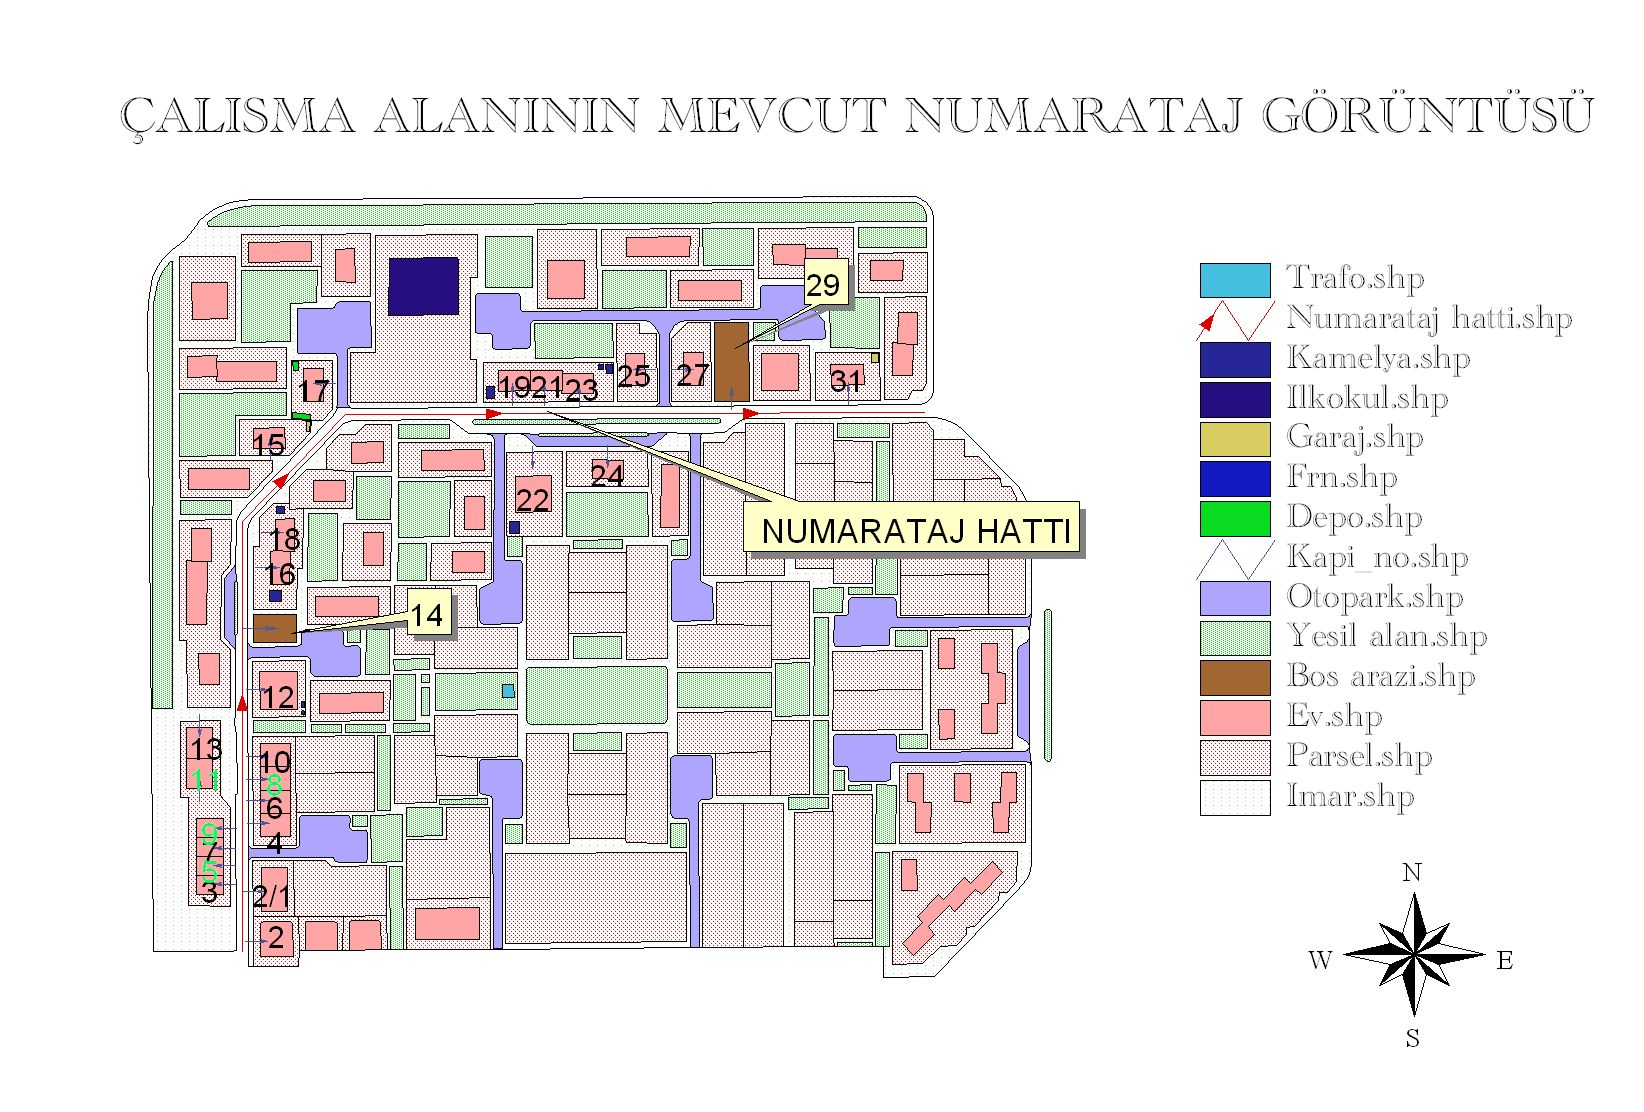 ÇALISMA ALANININ MEVCUT NUMARATAJ GÖRÜNTÜSÜ
29
17
19
21
23
25
27
31
15
22
24
NUMARATAJ HATTI
18
16
14
12
13
10
11
8
6
9
4
7
5
3
2/1
2
Trafo.shp
Numarataj hatti.shp
Kamelya.shp
Ilkokul.shp
Garaj.shp
Frn.shp
Depo.shp
Kapi_no.shp
Otopark.shp
Yesil alan.shp
Bos arazi.shp
Ev.shp
Parsel.shp
Imar.shp
N
W
E
S